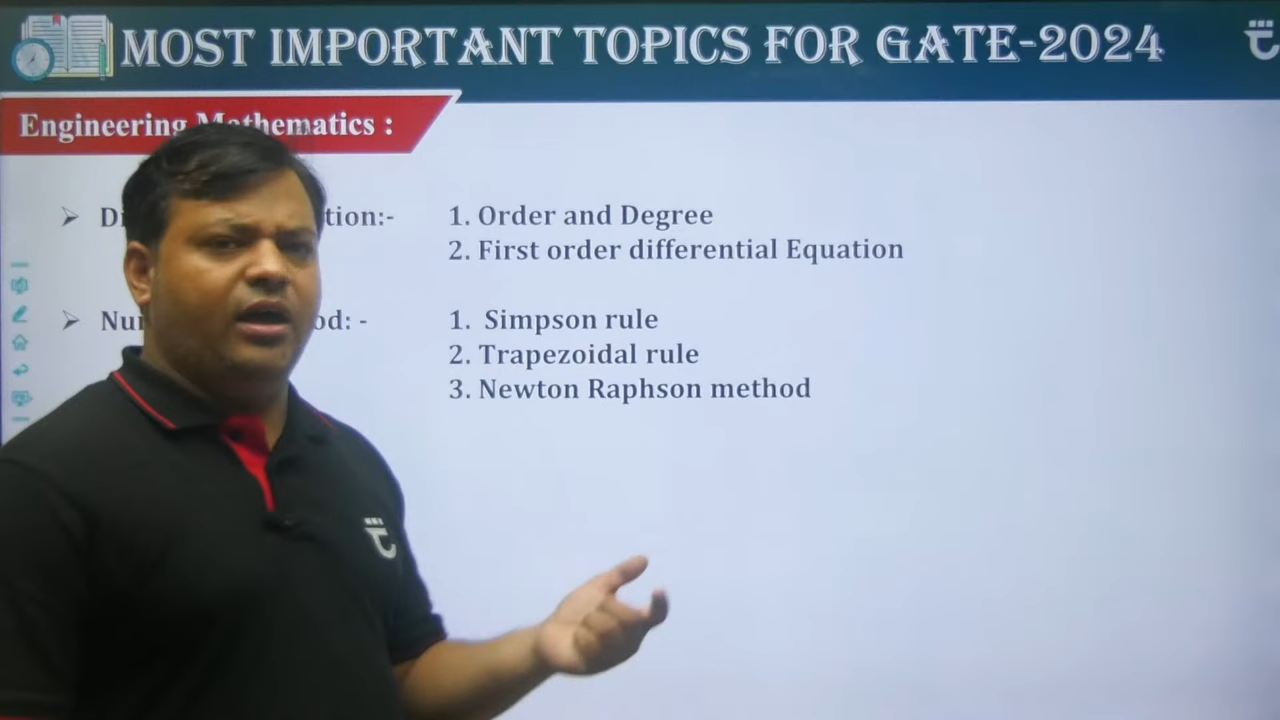 MOST IMPORTANT TOPICS FOR GATE-2024
Engineering Mathematics :
tion:- 1. Order and Degree
2. First order differential Equation
od: - 1. Simpson rule
2. Trapezoidal rule
3. Newton Raphson method